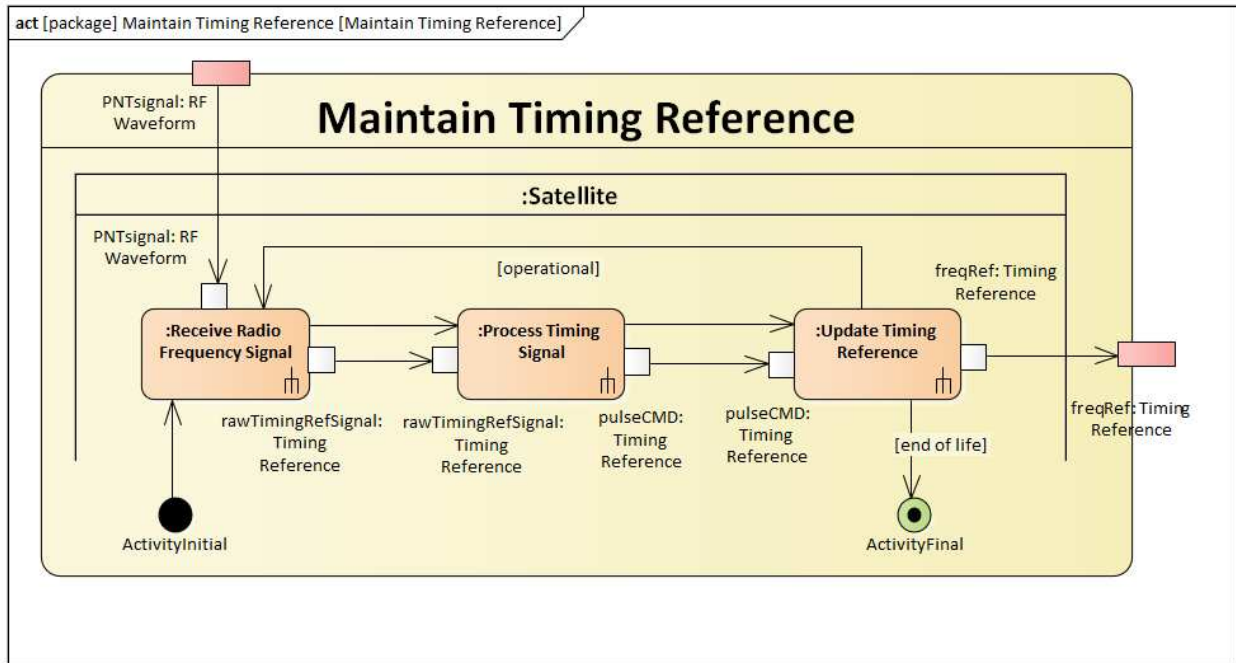 act [package] Maintain Timing Reference [Maintain Timing Reference]
PNTsignal: RF
Waveform
Maintain Timing Reference
:Satellite
PNTsignal: RF
Waveform
[operational]
freqRef: Timing
Reference
:Receive Radio
Frequency Signal
:Process Timing
Signal
:Update Timing
Reference
rawTimingRefSignal:
Timing
Reference
rawTimingRefSignal:
Timing
Reference
pulseCMD:
Timing
Reference
pulseCMD:
Timing
Reference
[end of life]
freqRef: Timing
Reference
ActivityInitial
ActivityFinal